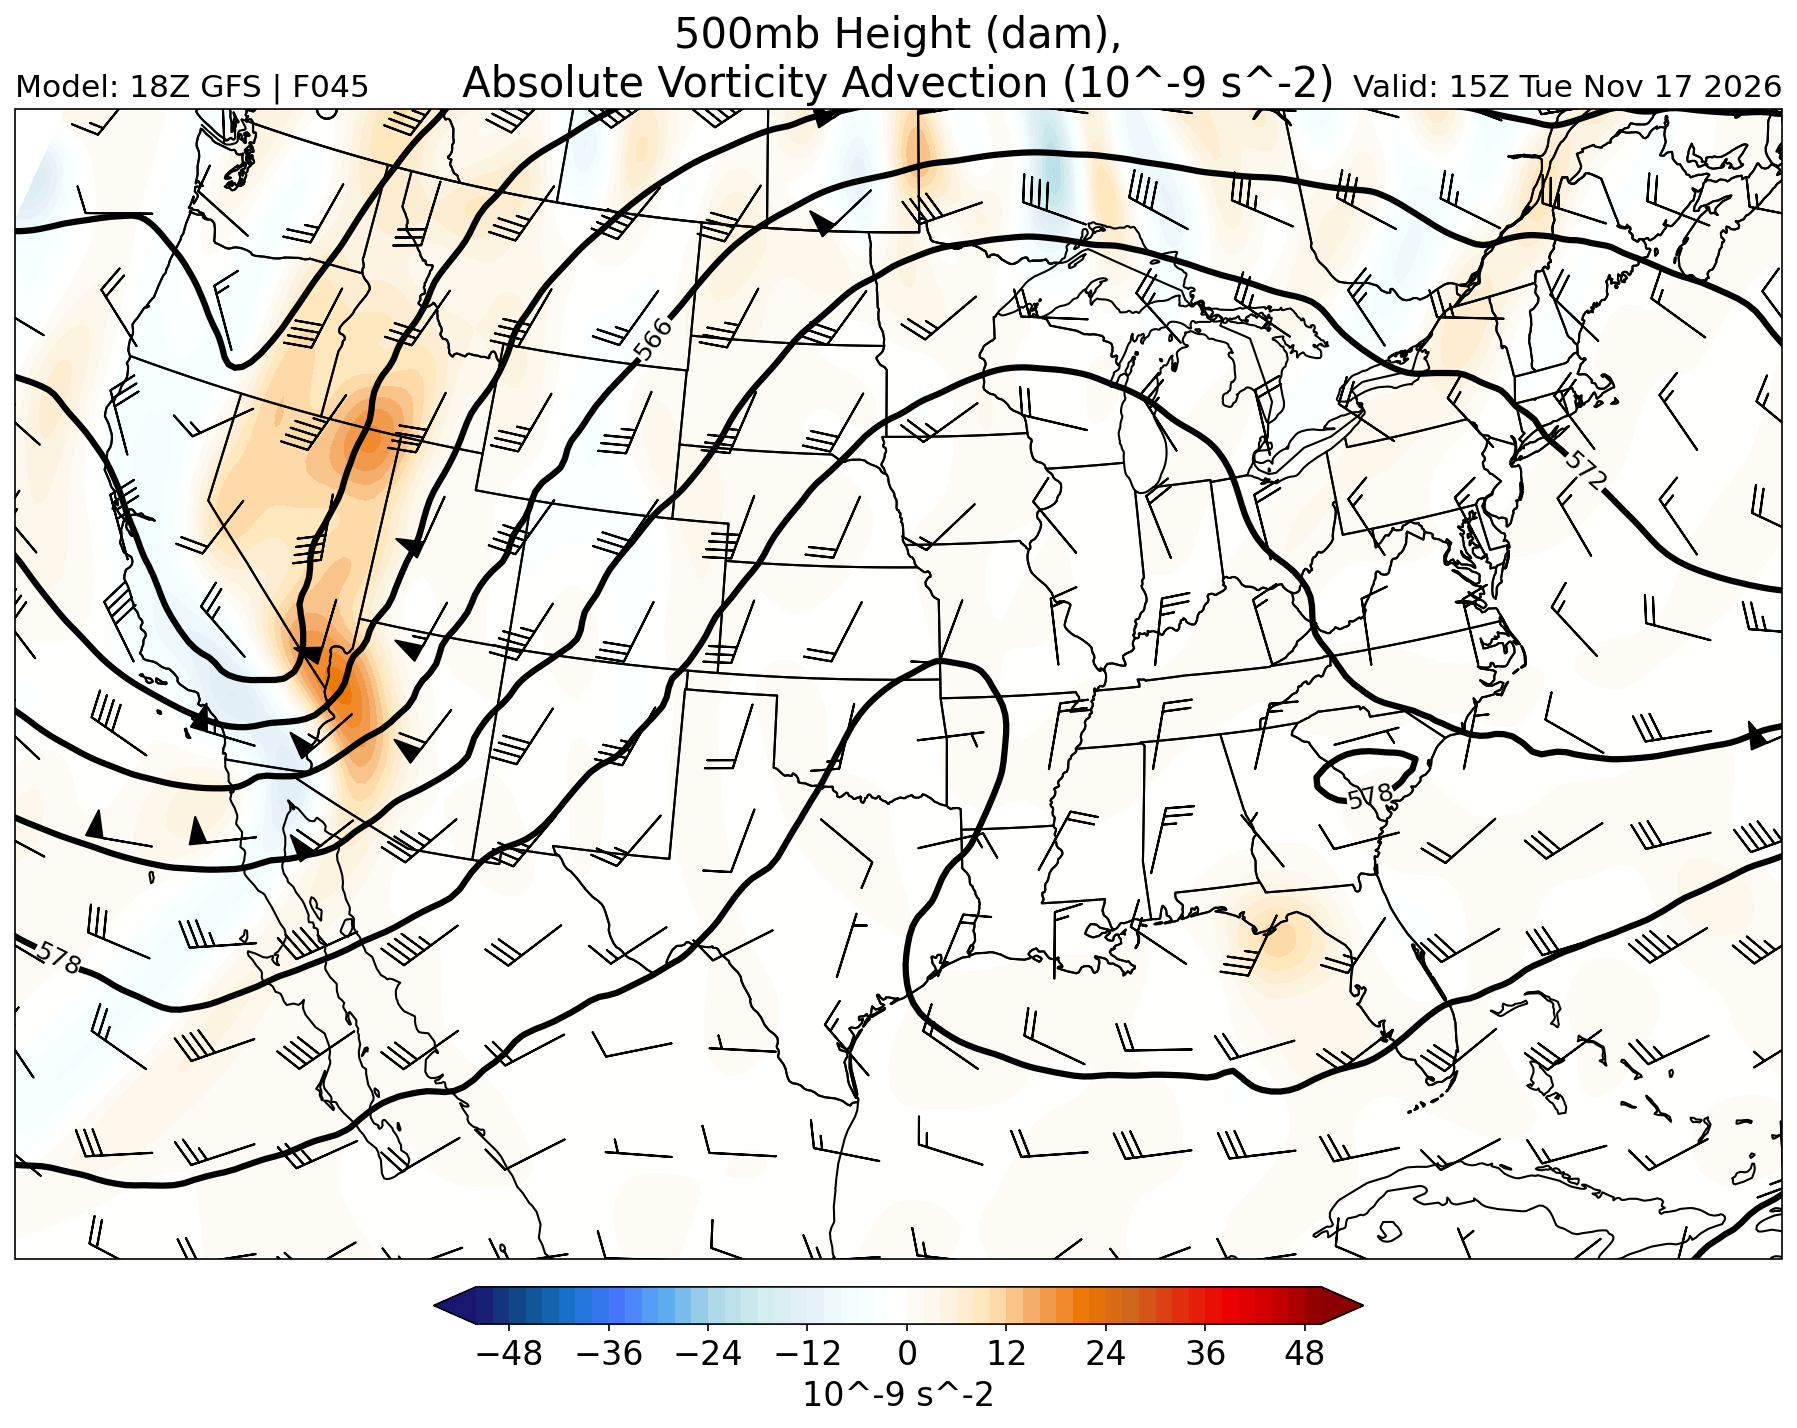 500mb Height (dam),
Model: 18Z GFS | F045
Absolute Vorticity Advection (10^-9 s^-2)
Valid: 15Z Tue Nov 17 2026
566
572
578
578
−48
−36
−24
−12
0
12
24
36
48
10^-9 s^-2